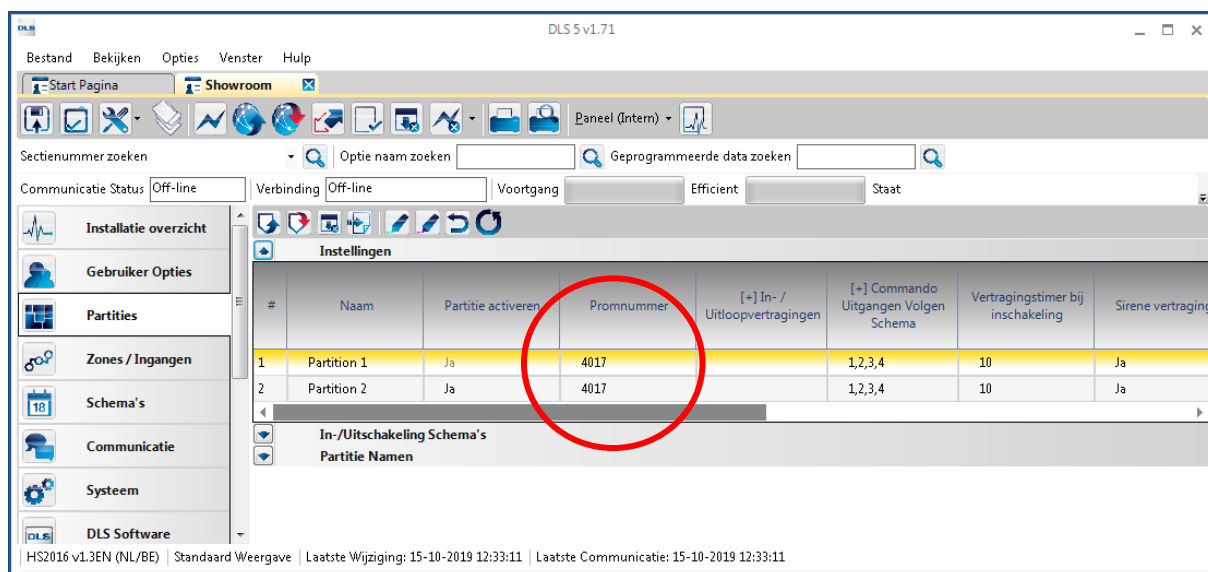 DLS
DLS 5 v1.71
Bestand Bekijken Opties Venster Hulp
Start Pagina Showroom
Paneel (Intern)
Sectienummer zoeken Optie naam zoeken Geprogrammeerde data zoeken
Communicatie Status Off-line Verbinding Off-line Voortgang Efficient Staat
Installatie overzicht
Gebruiker Opties
Partities
Zones / Ingangen
18 Schema's
Communicatie
Systeem
DLS DLS Software
Instellingen
# Naam Partitie activeren Promnummer [+] In- / Uitloopvertragingen [+] Commando Uitgangen Volgen Schema Vertragingstimer bij inschakeling Sirene vertraging
1 Partition 1 Ja 4017 1,2,3,4 10 Ja
2 Partition 2 Ja 4017 1,2,3,4 10 Ja
In-/Uitschakeling Schema's
Partitie Namen
HS2016 v1.3EN (NL/BE) Standaard Weergave Laatste Wijziging: 15-10-2019 12:33:11 Laatste Communicatie: 15-10-2019 12:33:11